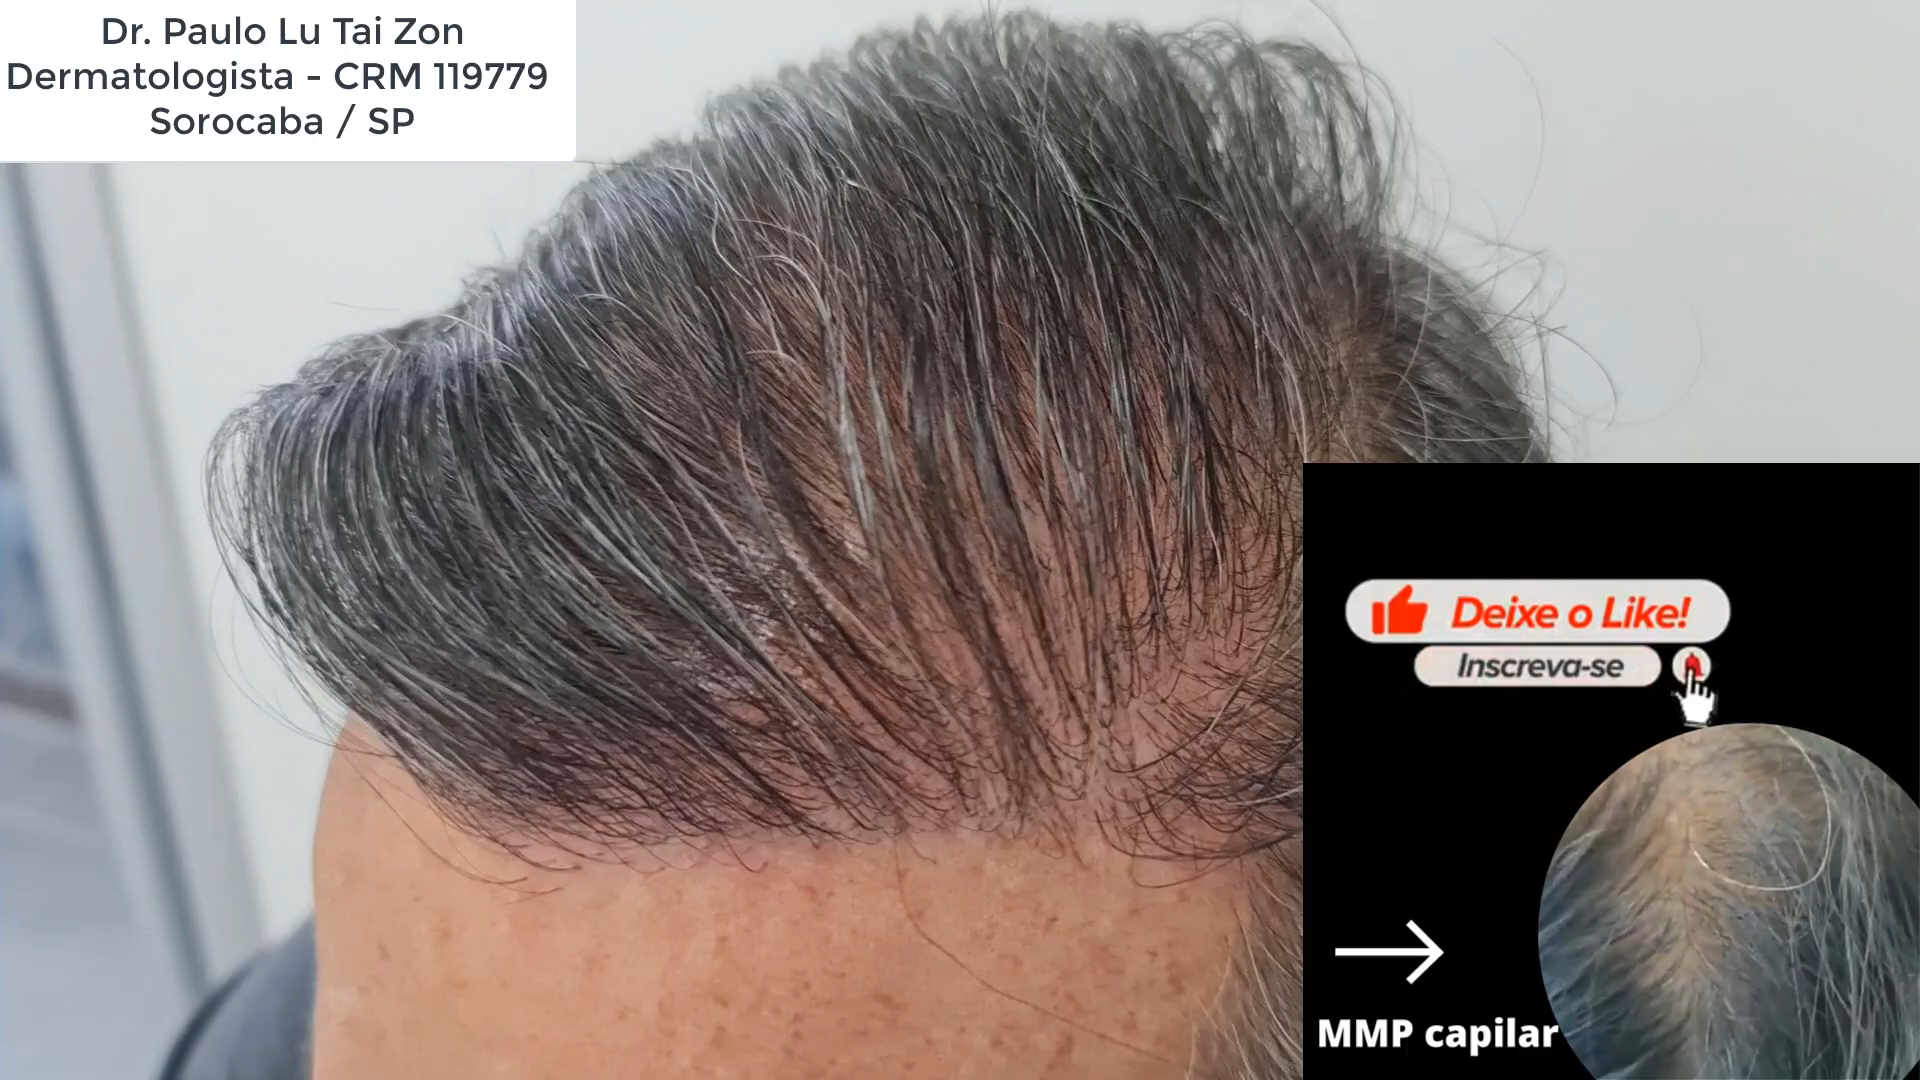 Dr. Paulo Lu Tai Zon
Dermatologista - CRM 119779
Sorocaba / SP
Deixe o Like!
Inscreva-se
MMP capilar